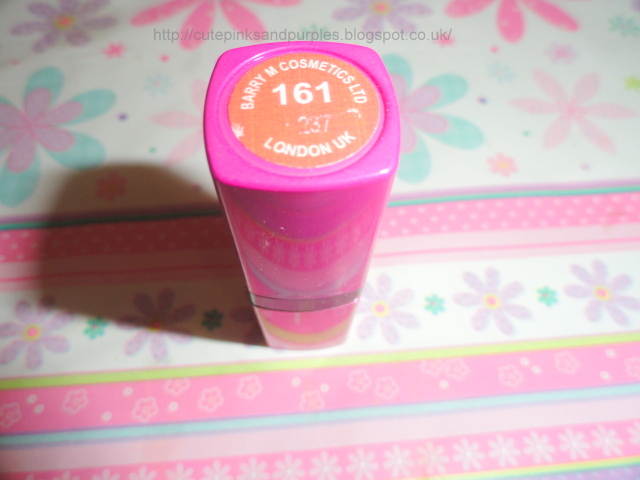 http://cutepinksandpurples.blogspot.co.uk/
BARRY M COSMETICS LTD
161
237
LONDON UK